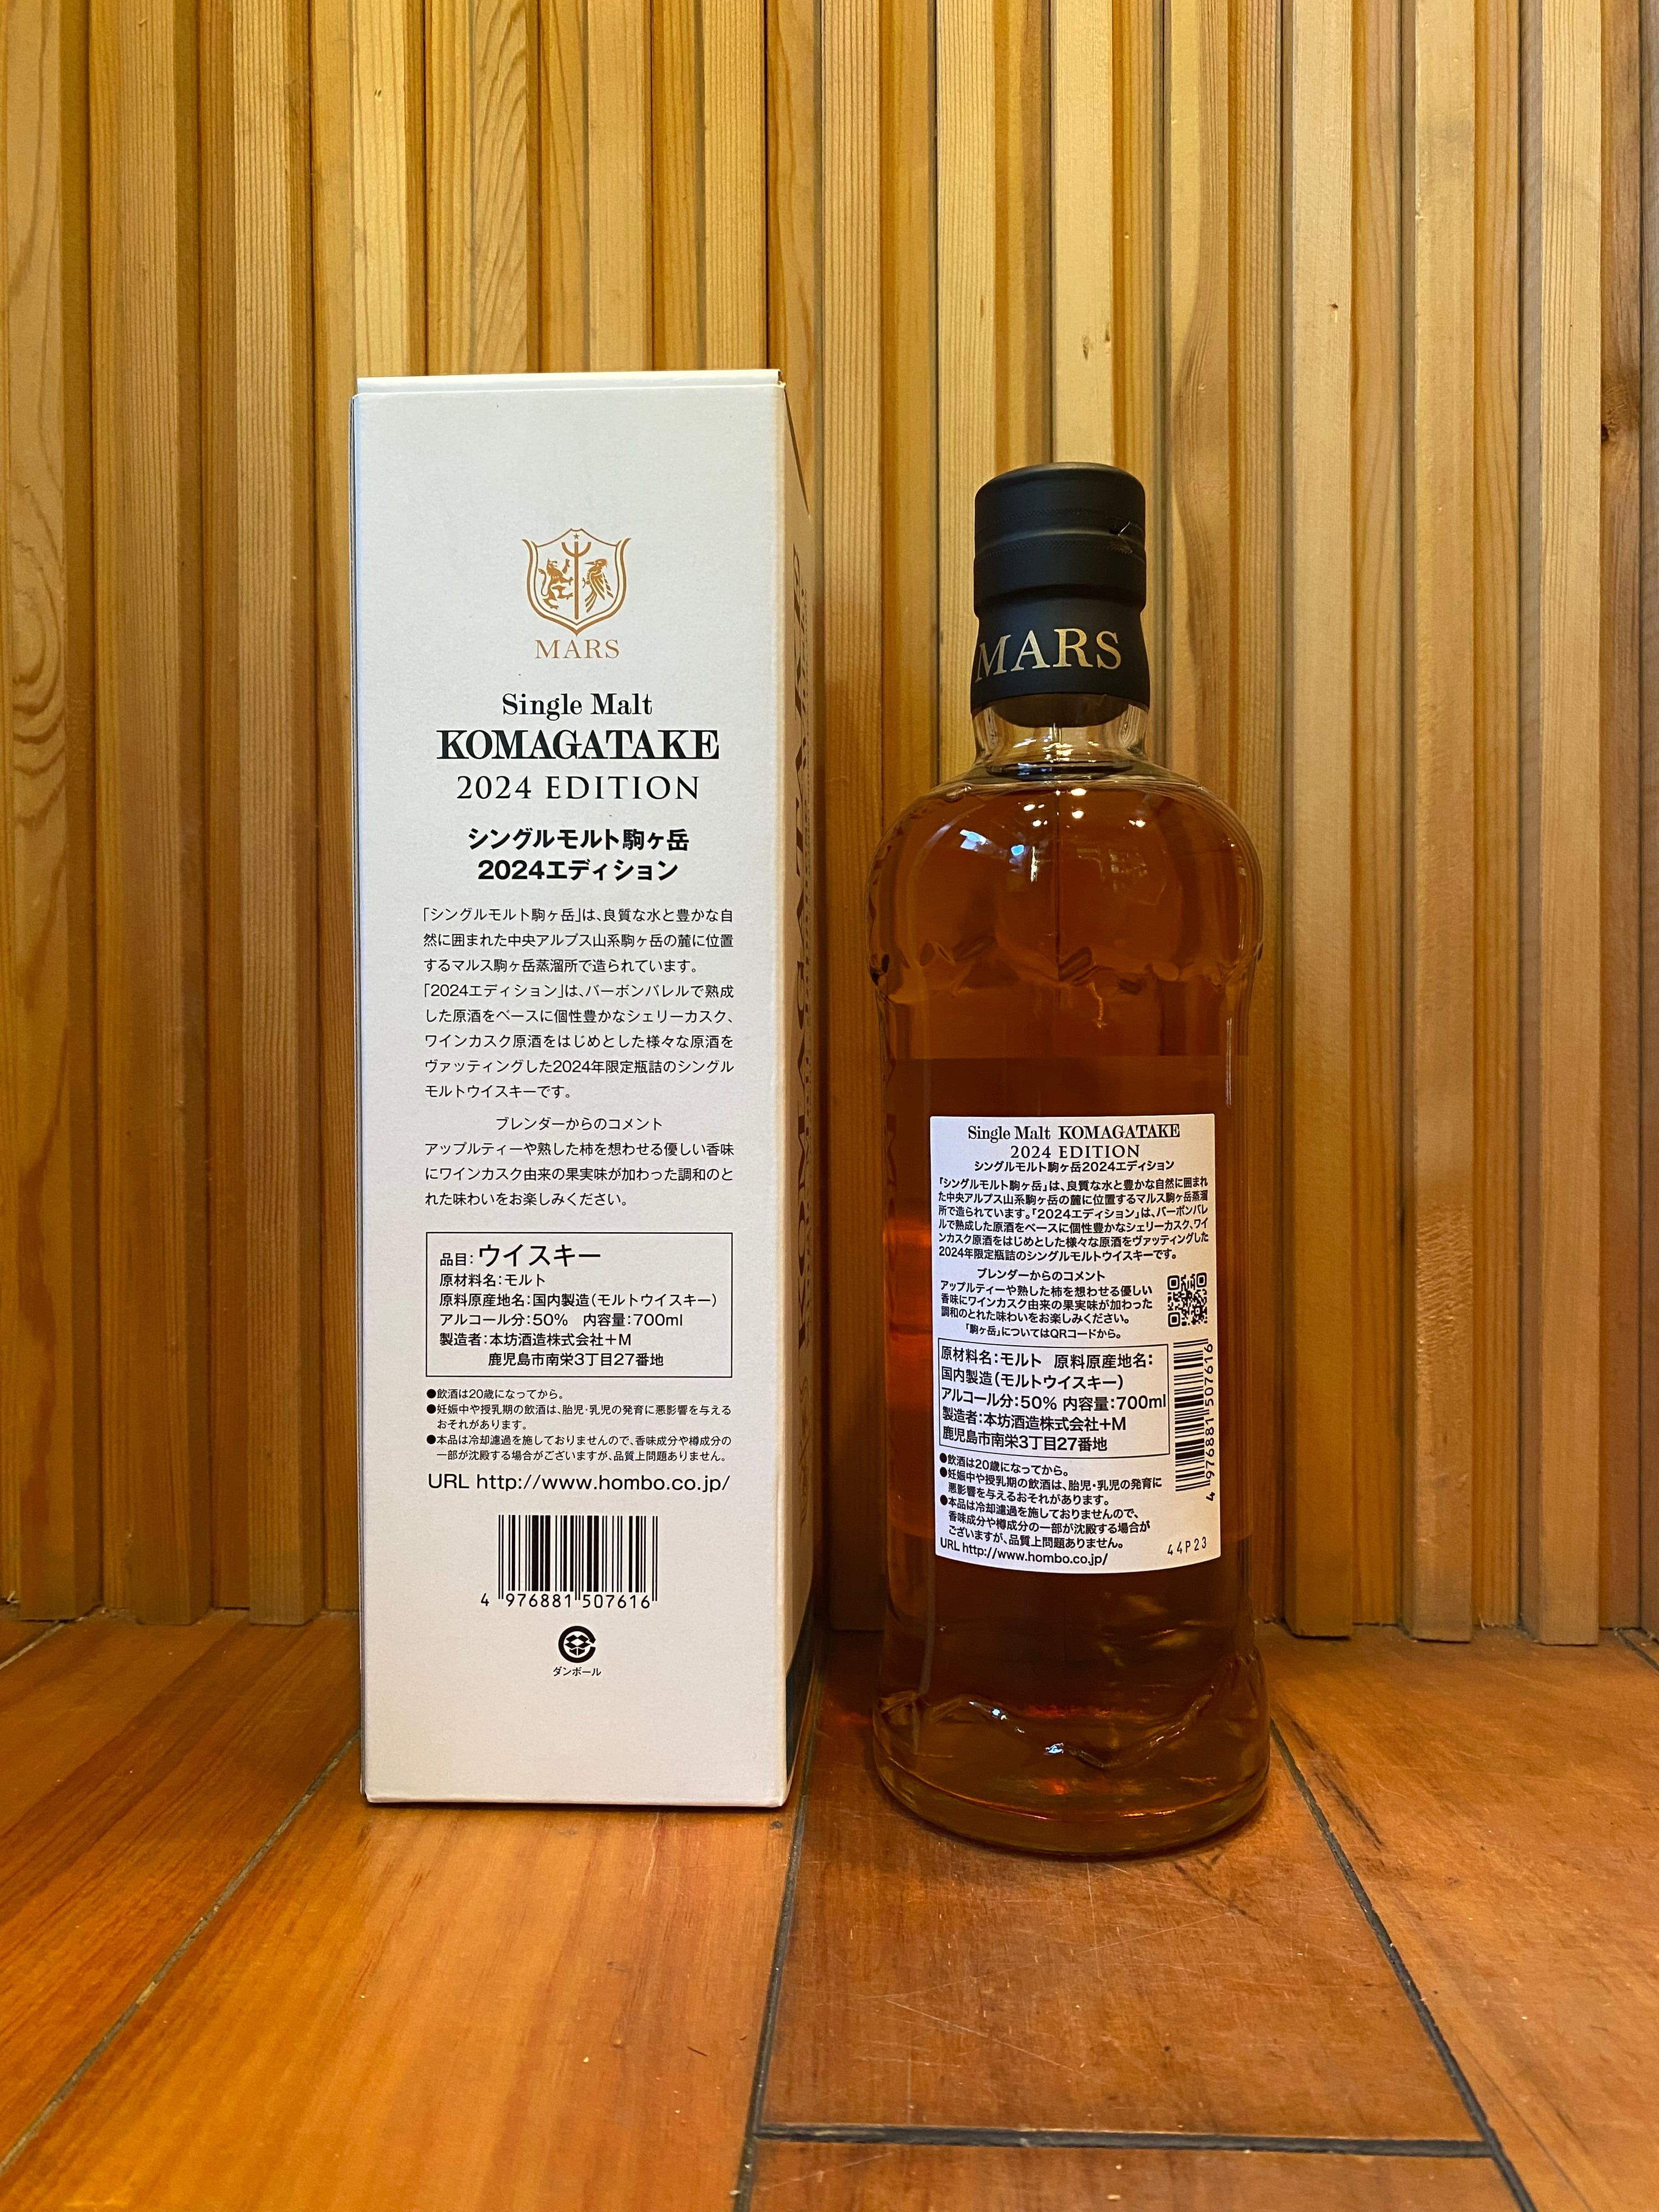 MARS
Single Malt
KOMAGATAKE
2024 EDITION
シングルモルト駒ヶ岳
2024エディション
「シングルモルト駒ヶ岳」は、良質な水と豊かな自
然に囲まれた中央アルプス山系駒ヶ岳の麓に位置
するマルス駒ヶ岳蒸溜所で造られています。
「2024エディション」は、バーボンバレルで熟成
した原酒をベースに個性豊かなシェリーカスク、
ワインカスク原酒をはじめとした様々な原酒を
ヴァッティングした2024年限定瓶詰のシングル
モルトウイスキーです。
ブレンダーからのコメント
アップルティーや熟した柿を想わせる優しい香味
にワインカスク由来の果実味が加わった調和のと
れた味わいをお楽しみください。
品目:ウイスキー
原材料名:モルト
原料原産地名:国内製造(モルトウイスキー)
アルコール分:50% 内容量:700ml
製造者:本坊酒造株式会社+M
鹿児島市南栄3丁目27番地
●飲酒は20歳になってから。
●妊娠中や授乳期の飲酒は、胎児・乳児の発育に悪影響を与える
おそれがあります。
●本品は冷却濾過を施しておりませんので、香味成分や樽成分の
一部が沈殿する場合がございますが、品質上問題ありません。
URL http://www.hombo.co.jp/
4 976881 507616
ダンボール
KOMAGATAKE
MARS
Single Malt KOMAGATAKE
2024 EDITION
シングルモルト駒ヶ岳2024エディション
「シングルモルト駒ヶ岳」は、良質な水と豊かな自然に囲まれ
た中央アルプス山系駒ヶ岳の麓に位置するマルス駒ヶ岳蒸溜
所で造られています。「2024エディション」は、バーボンバレ
ルで熟成した原酒をベースに個性豊かなシェリーカスク、ワイ
ンカスク原酒をはじめとした様々な原酒をヴァッティングした
2024年限定瓶詰のシングルモルトウイスキーです。
ブレンダーからのコメント
アップルティーや熟した柿を想わせる優しい
香味にワインカスク由来の果実味が加わった
調和のとれた味わいをお楽しみください。
「駒ヶ岳」についてはQRコードから。
原材料名:モルト 原料原産地名:
国内製造(モルトウイスキー)
アルコール分:50% 内容量:700ml
製造者:本坊酒造株式会社+M
鹿児島市南栄3丁目27番地
4 976881 507616
●飲酒は20歳になってから。
●妊娠中や授乳期の飲酒は、胎児・乳児の発育に
悪影響を与えるおそれがあります。
●本品は冷却濾過を施しておりませんので、
香味成分や樽成分の一部が沈殿する場合が
ございますが、品質上問題ありません。
URL http://www.hombo.co.jp/
44P23